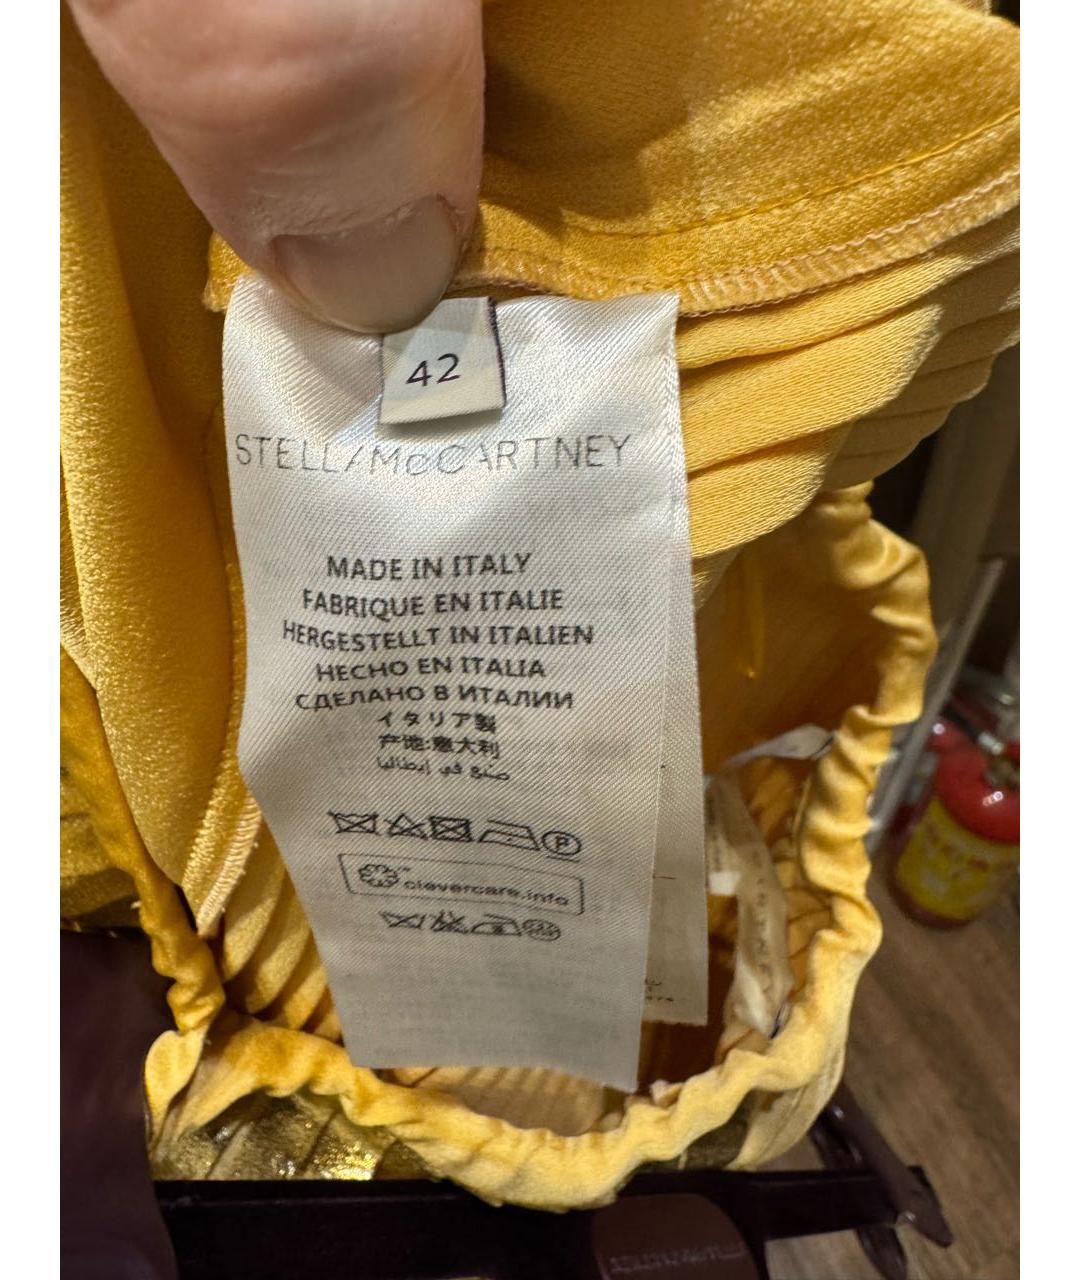 42
STELLA McCARTNEY
MADE IN ITALY
FABRIQUE EN ITALIE
HERGESTELLT IN ITALIEN
HECHO EN ITALIA
СДЕЛАНО В ИТАЛИИ
イタリア製
产地:意大利
صنع في إيطاليا
P
clevercare.info